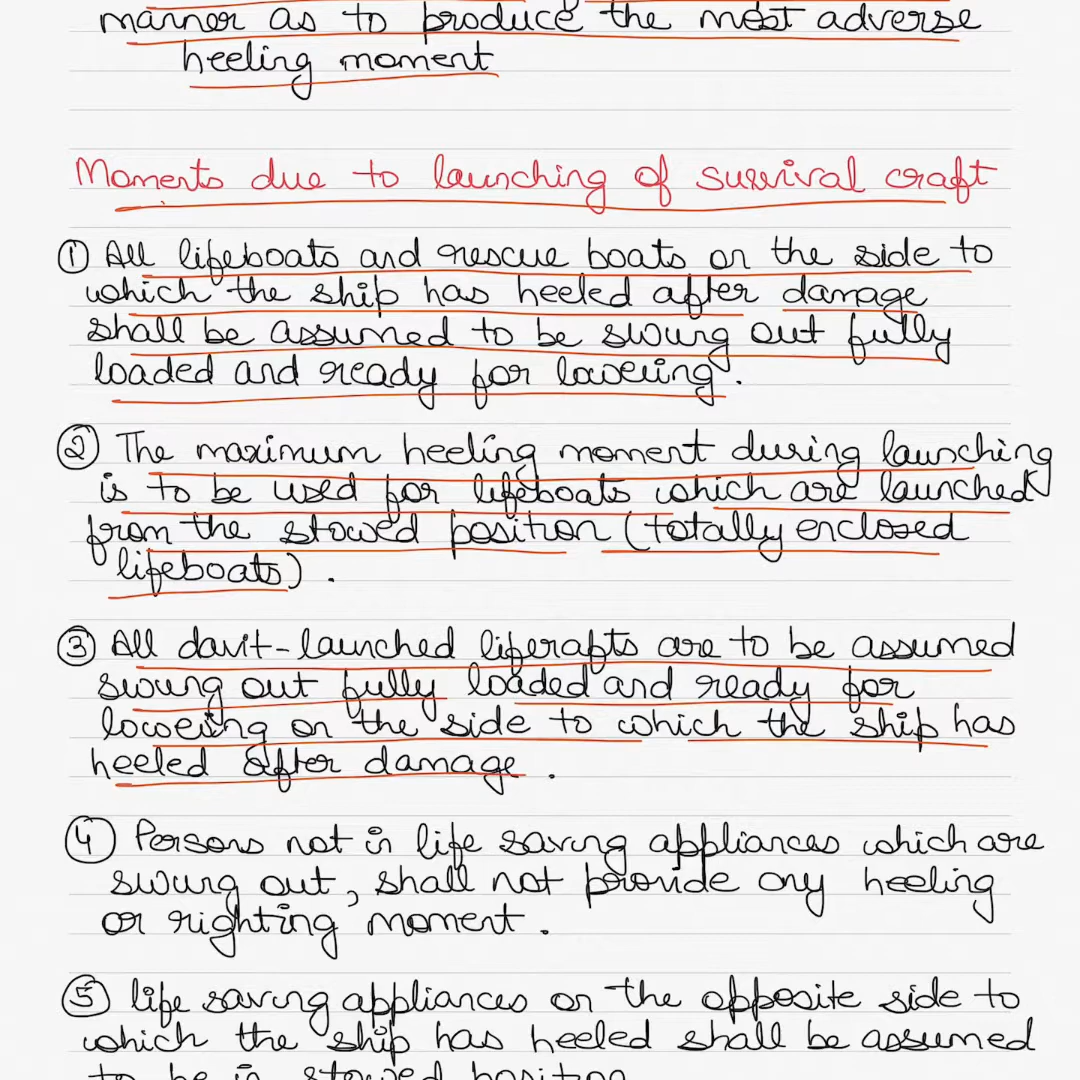 manner as to produce the most adverse
heeling moment
Moments due to launching of survival craft
① All lifeboats and rescue boats on the side to
which the ship has heeled after damage
shall be assumed to be swung out fully
loaded and ready for lowering.
② The maximum heeling moment during launching
is to be used for lifeboats which are launched
from the stowed position (totally enclosed
lifeboats).
③ All davit-launched liferafts are to be assumed
swung out fully loaded and ready for
lowering on the side to which the ship has
heeled after damage.
④ Persons not in life saving appliances which are
swung out, shall not provide any heeling
or righting moment.
⑤ life saving appliances on the opposite side to
which the ship has heeled shall be assumed
to be in stowed position